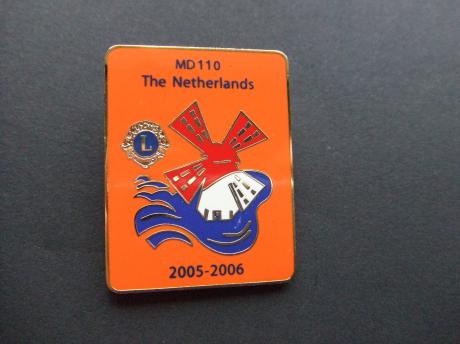 MD 110
The Netherlands
L
2005-2006